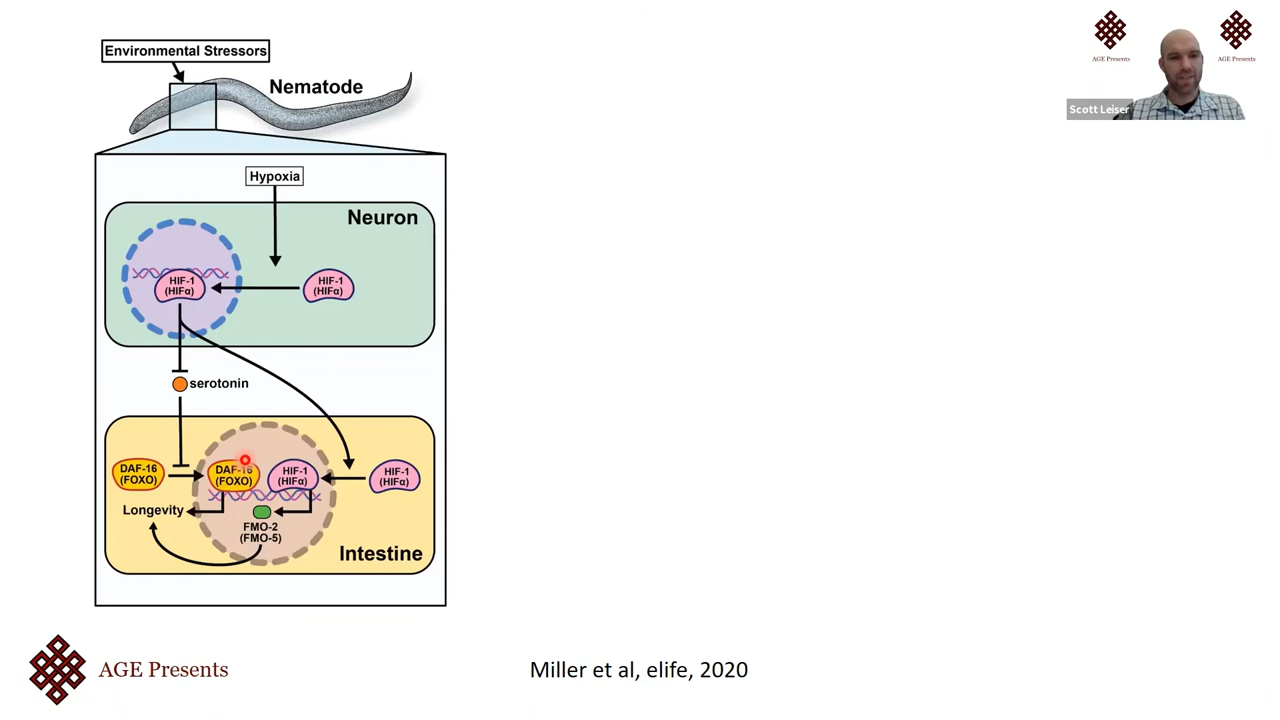 Environmental Stressors
Nematode
Hypoxia
Neuron
HIF-1
(HIFα)
HIF-1
(HIFα)
serotonin
DAF-16
(FOXO)
DAF-16
(FOXO)
HIF-1
(HIFα)
HIF-1
(HIFα)
Longevity
FMO-2
(FMO-5)
Intestine
AGE Presents
Miller et al, elife, 2020
AGE Presents
AGE Presents
Scott Leiser